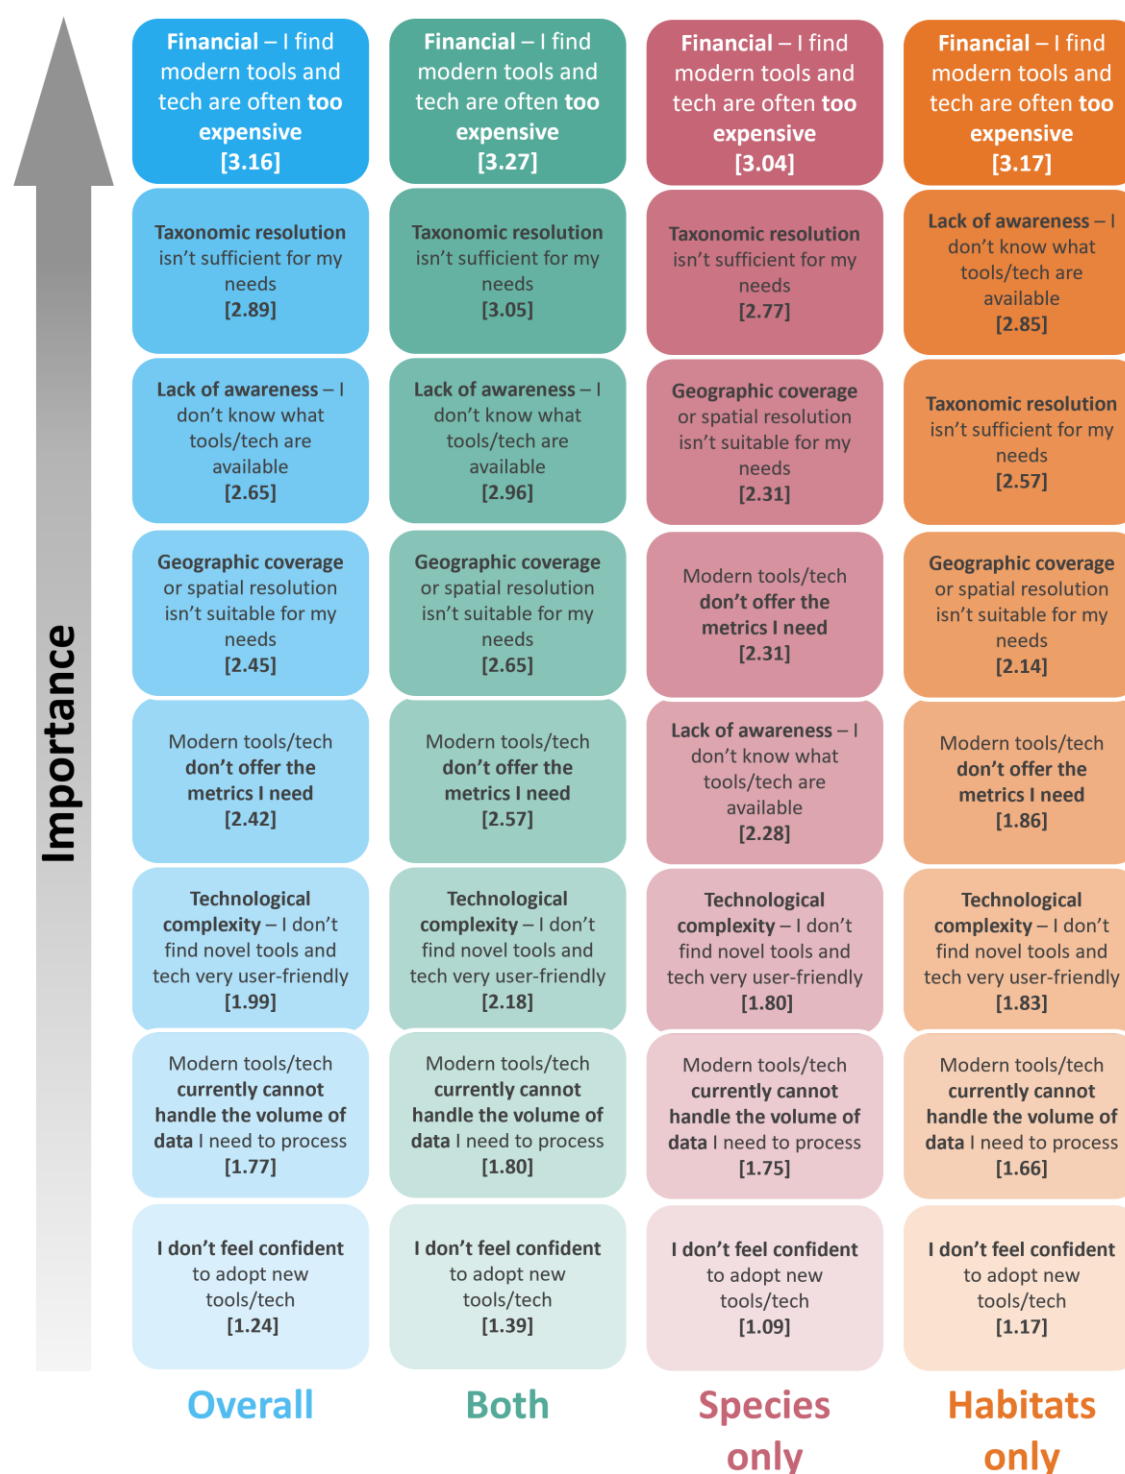 Importance
Financial – I find
modern tools and
tech are often too
expensive
[3.16]
Taxonomic resolution
isn’t sufficient for my
needs
[2.89]
Lack of awareness – I
don’t know what
tools/tech are
available
[2.65]
Geographic coverage
or spatial resolution
isn’t suitable for my
needs
[2.45]
Modern tools/tech
don’t offer the
metrics I need
[2.42]
Technological
complexity – I don’t
find novel tools and
tech very user-friendly
[1.99]
Modern tools/tech
currently cannot
handle the volume of
data I need to process
[1.77]
I don’t feel confident
to adopt new
tools/tech
[1.24]
Overall
Financial – I find
modern tools and
tech are often too
expensive
[3.27]
Taxonomic resolution
isn’t sufficient for my
needs
[3.05]
Lack of awareness – I
don’t know what
tools/tech are
available
[2.96]
Geographic coverage
or spatial resolution
isn’t suitable for my
needs
[2.65]
Modern tools/tech
don’t offer the
metrics I need
[2.57]
Technological
complexity – I don’t
find novel tools and
tech very user-friendly
[2.18]
Modern tools/tech
currently cannot
handle the volume of
data I need to process
[1.80]
I don’t feel confident
to adopt new
tools/tech
[1.39]
Both
Financial – I find
modern tools and
tech are often too
expensive
[3.04]
Taxonomic resolution
isn’t sufficient for my
needs
[2.77]
Geographic coverage
or spatial resolution
isn’t suitable for my
needs
[2.31]
Modern tools/tech
don’t offer the
metrics I need
[2.31]
Lack of awareness – I
don’t know what
tools/tech are
available
[2.28]
Technological
complexity – I don’t
find novel tools and
tech very user-friendly
[1.80]
Modern tools/tech
currently cannot
handle the volume of
data I need to process
[1.75]
I don’t feel confident
to adopt new
tools/tech
[1.09]
Species
only
Financial – I find
modern tools and
tech are often too
expensive
[3.17]
Lack of awareness – I
don’t know what
tools/tech are
available
[2.85]
Taxonomic resolution
isn’t sufficient for my
needs
[2.57]
Geographic coverage
or spatial resolution
isn’t suitable for my
needs
[2.14]
Modern tools/tech
don’t offer the
metrics I need
[1.86]
Technological
complexity – I don’t
find novel tools and
tech very user-friendly
[1.83]
Modern tools/tech
currently cannot
handle the volume of
data I need to process
[1.66]
I don’t feel confident
to adopt new
tools/tech
[1.17]
Habitats
only